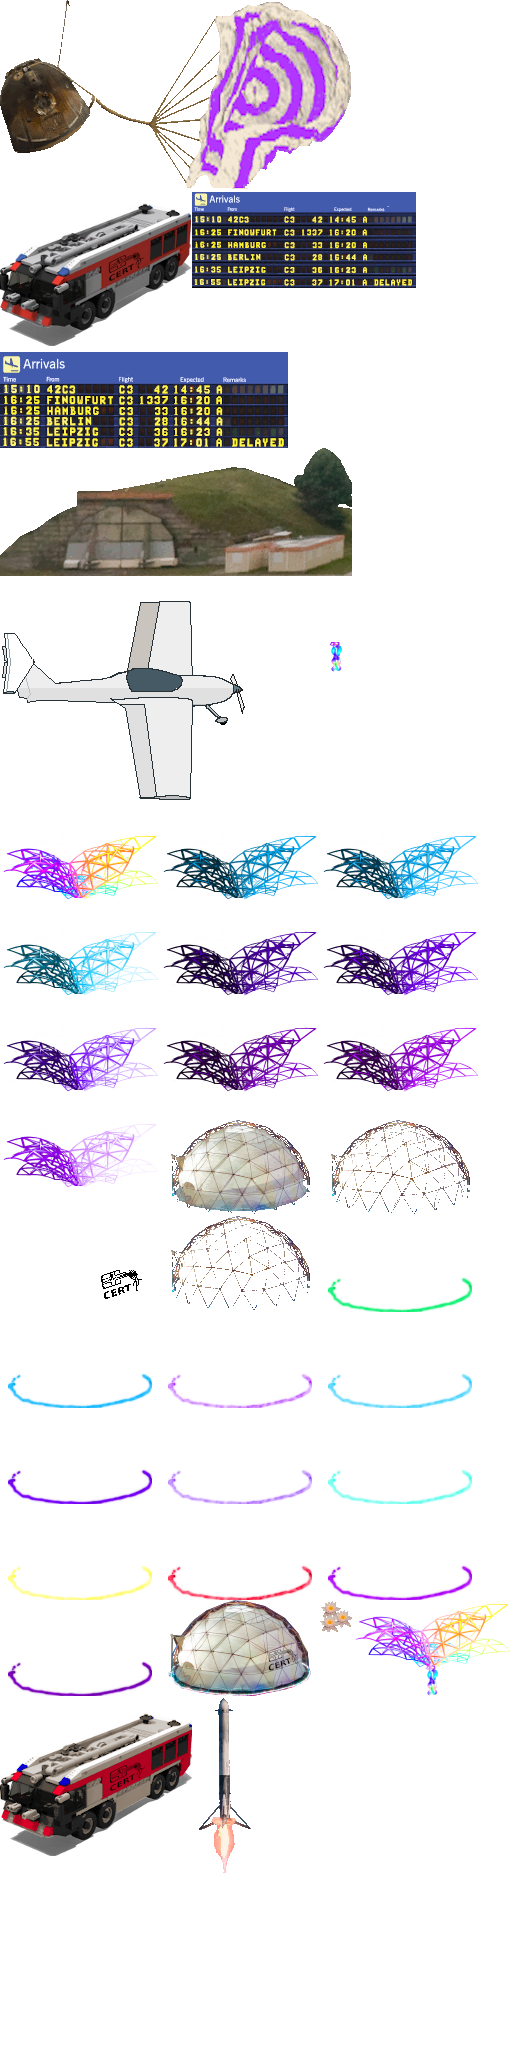 Arrivals
Time From Flight Expected Remarks
15:10 42C3 C3 42 14:45 A
16:25 FINOWFURT C3 1337 16:20 A
16:25 HAMBURG C3 33 16:20 A
16:25 BERLIN C3 28 16:44 A
16:35 LEIPZIG C3 36 16:23 A
16:55 LEIPZIG C3 37 17:01 A DELAYED
CERT
Arrivals
Time From Flight Expected Remarks
15:10 42C3 C3 42 14:45 A
16:25 FINOWFURT C3 1337 16:20 A
16:25 HAMBURG C3 33 16:20 A
16:25 BERLIN C3 28 16:44 A
16:35 LEIPZIG C3 36 16:23 A
16:55 LEIPZIG C3 37 17:01 A DELAYED
CERT
CERT
CERT